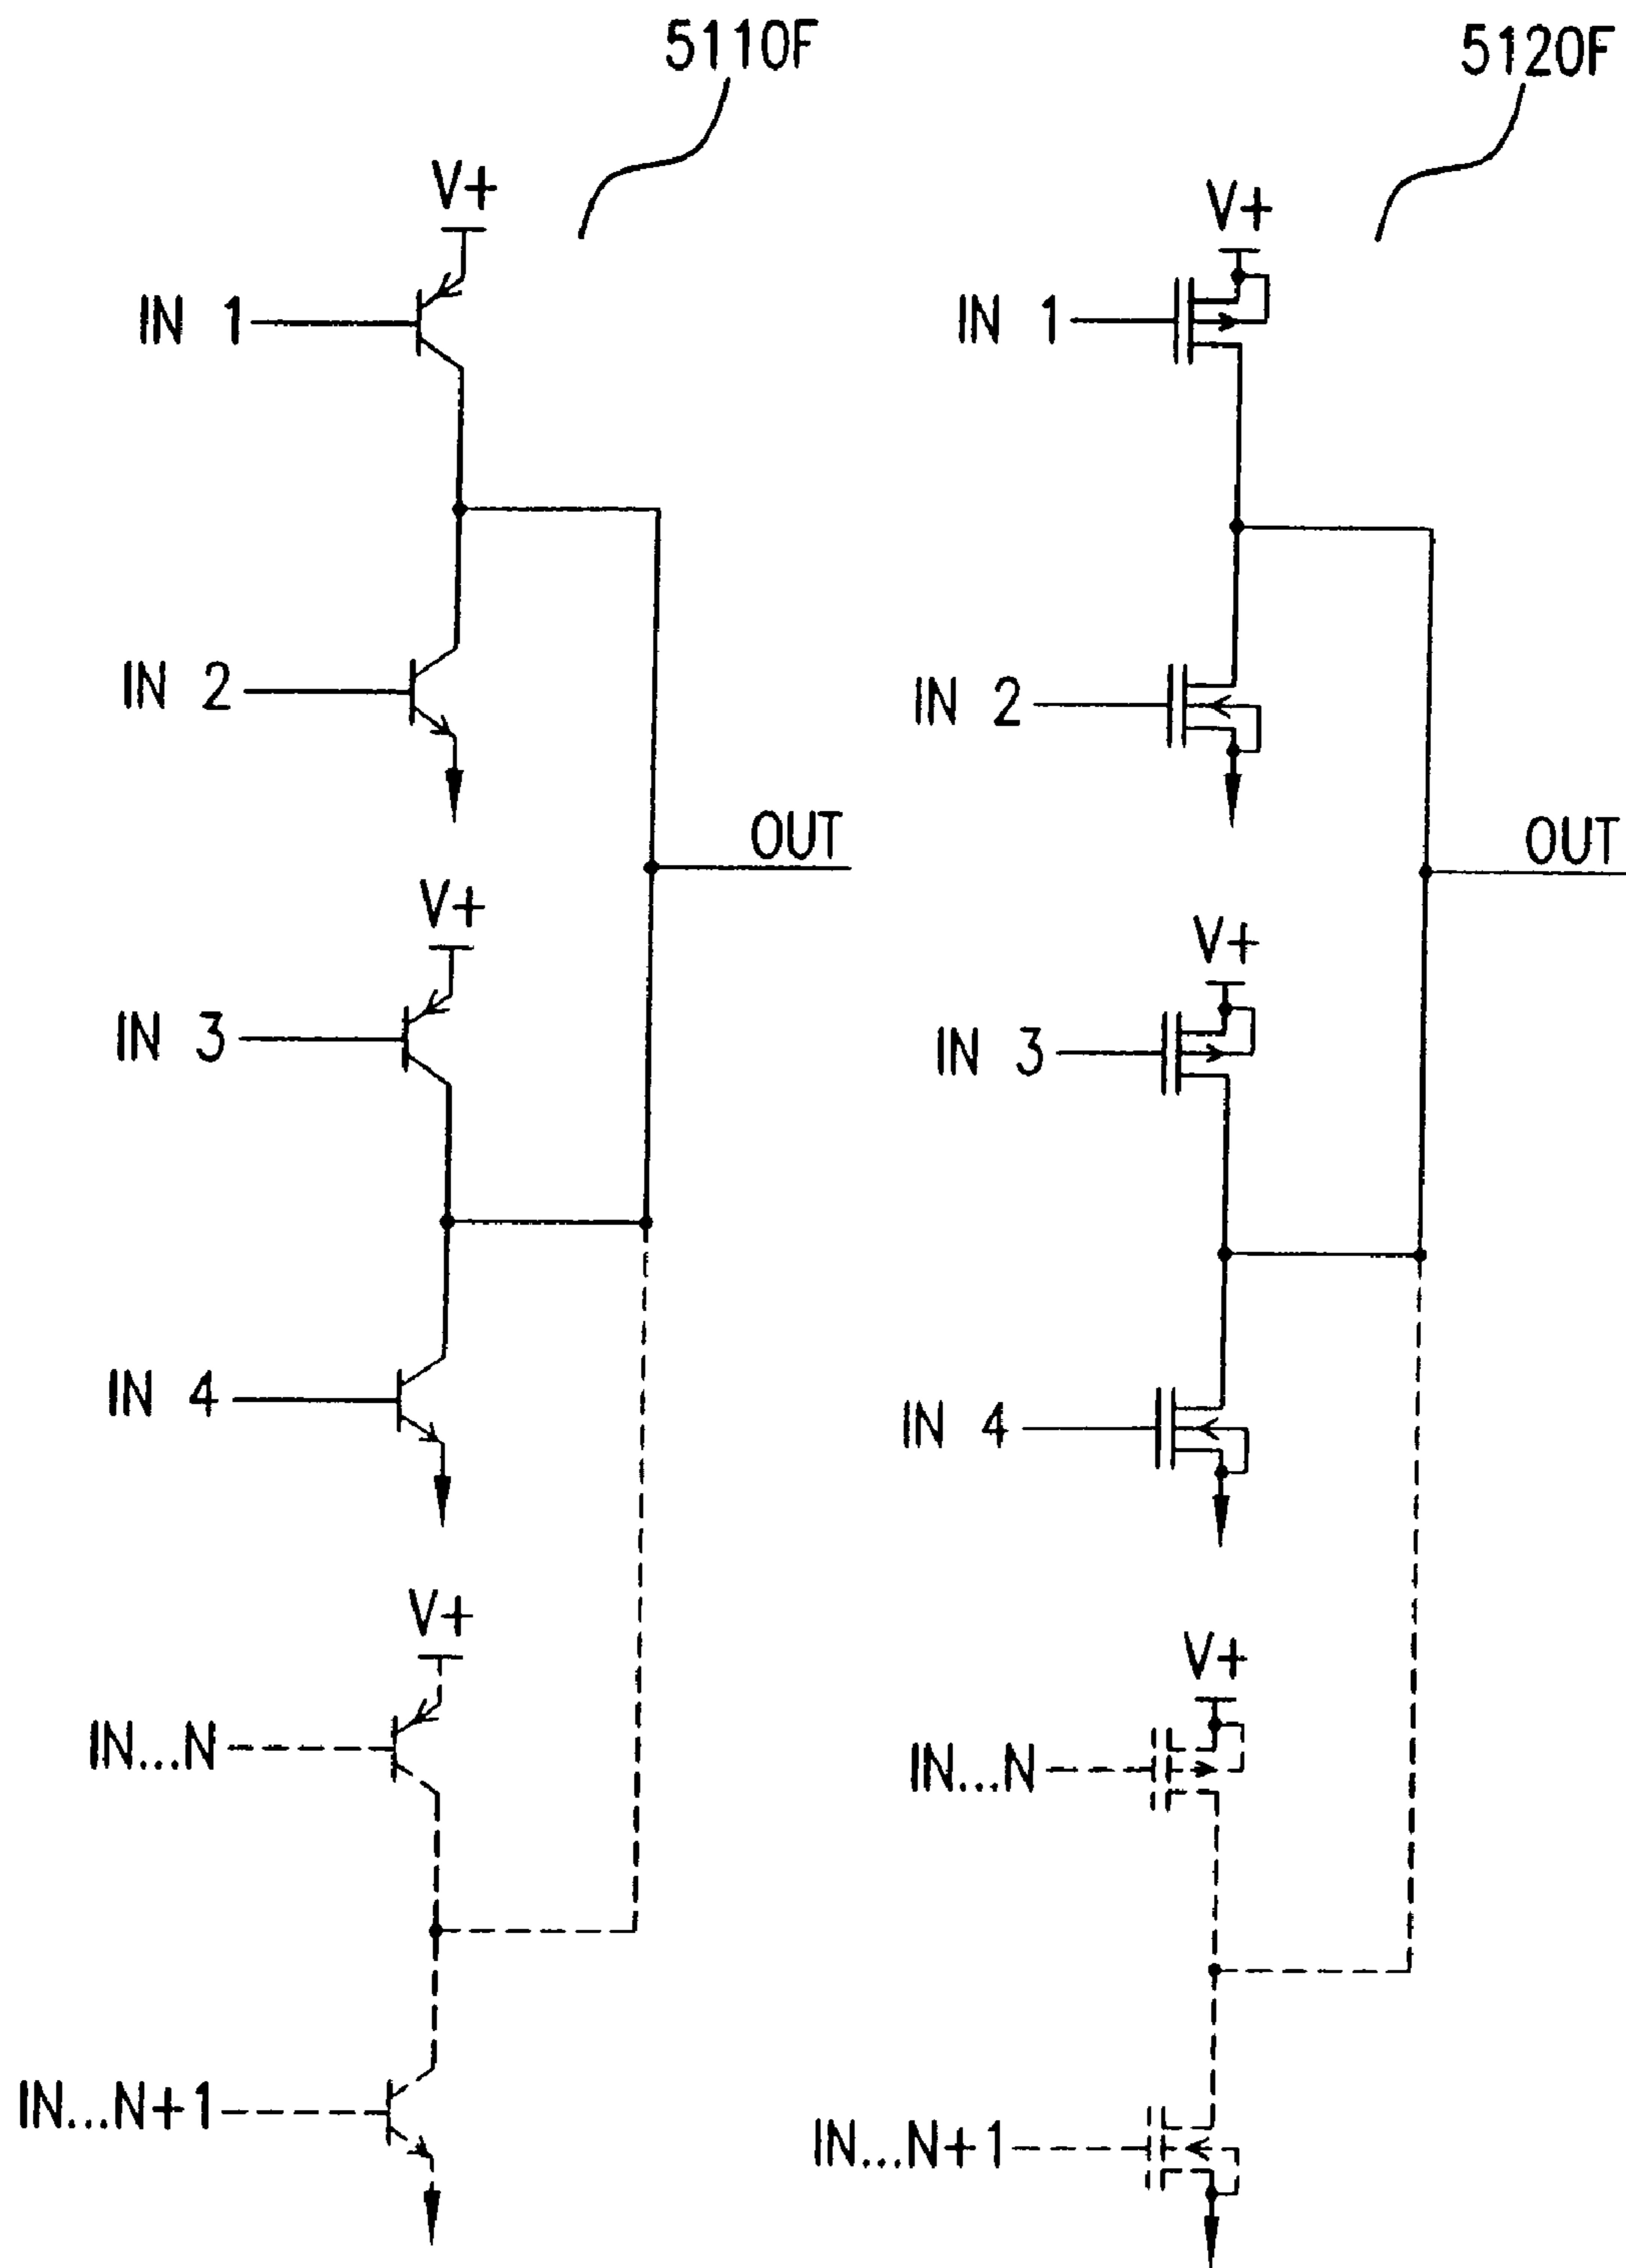 5110F
V+
IN 1
IN 2
OUT
V+
IN 3
IN 4
V+
IN...N
IN...N+1
5120F
V+
IN 1
IN 2
OUT
V+
IN 3
IN 4
V+
IN...N
IN...N+1